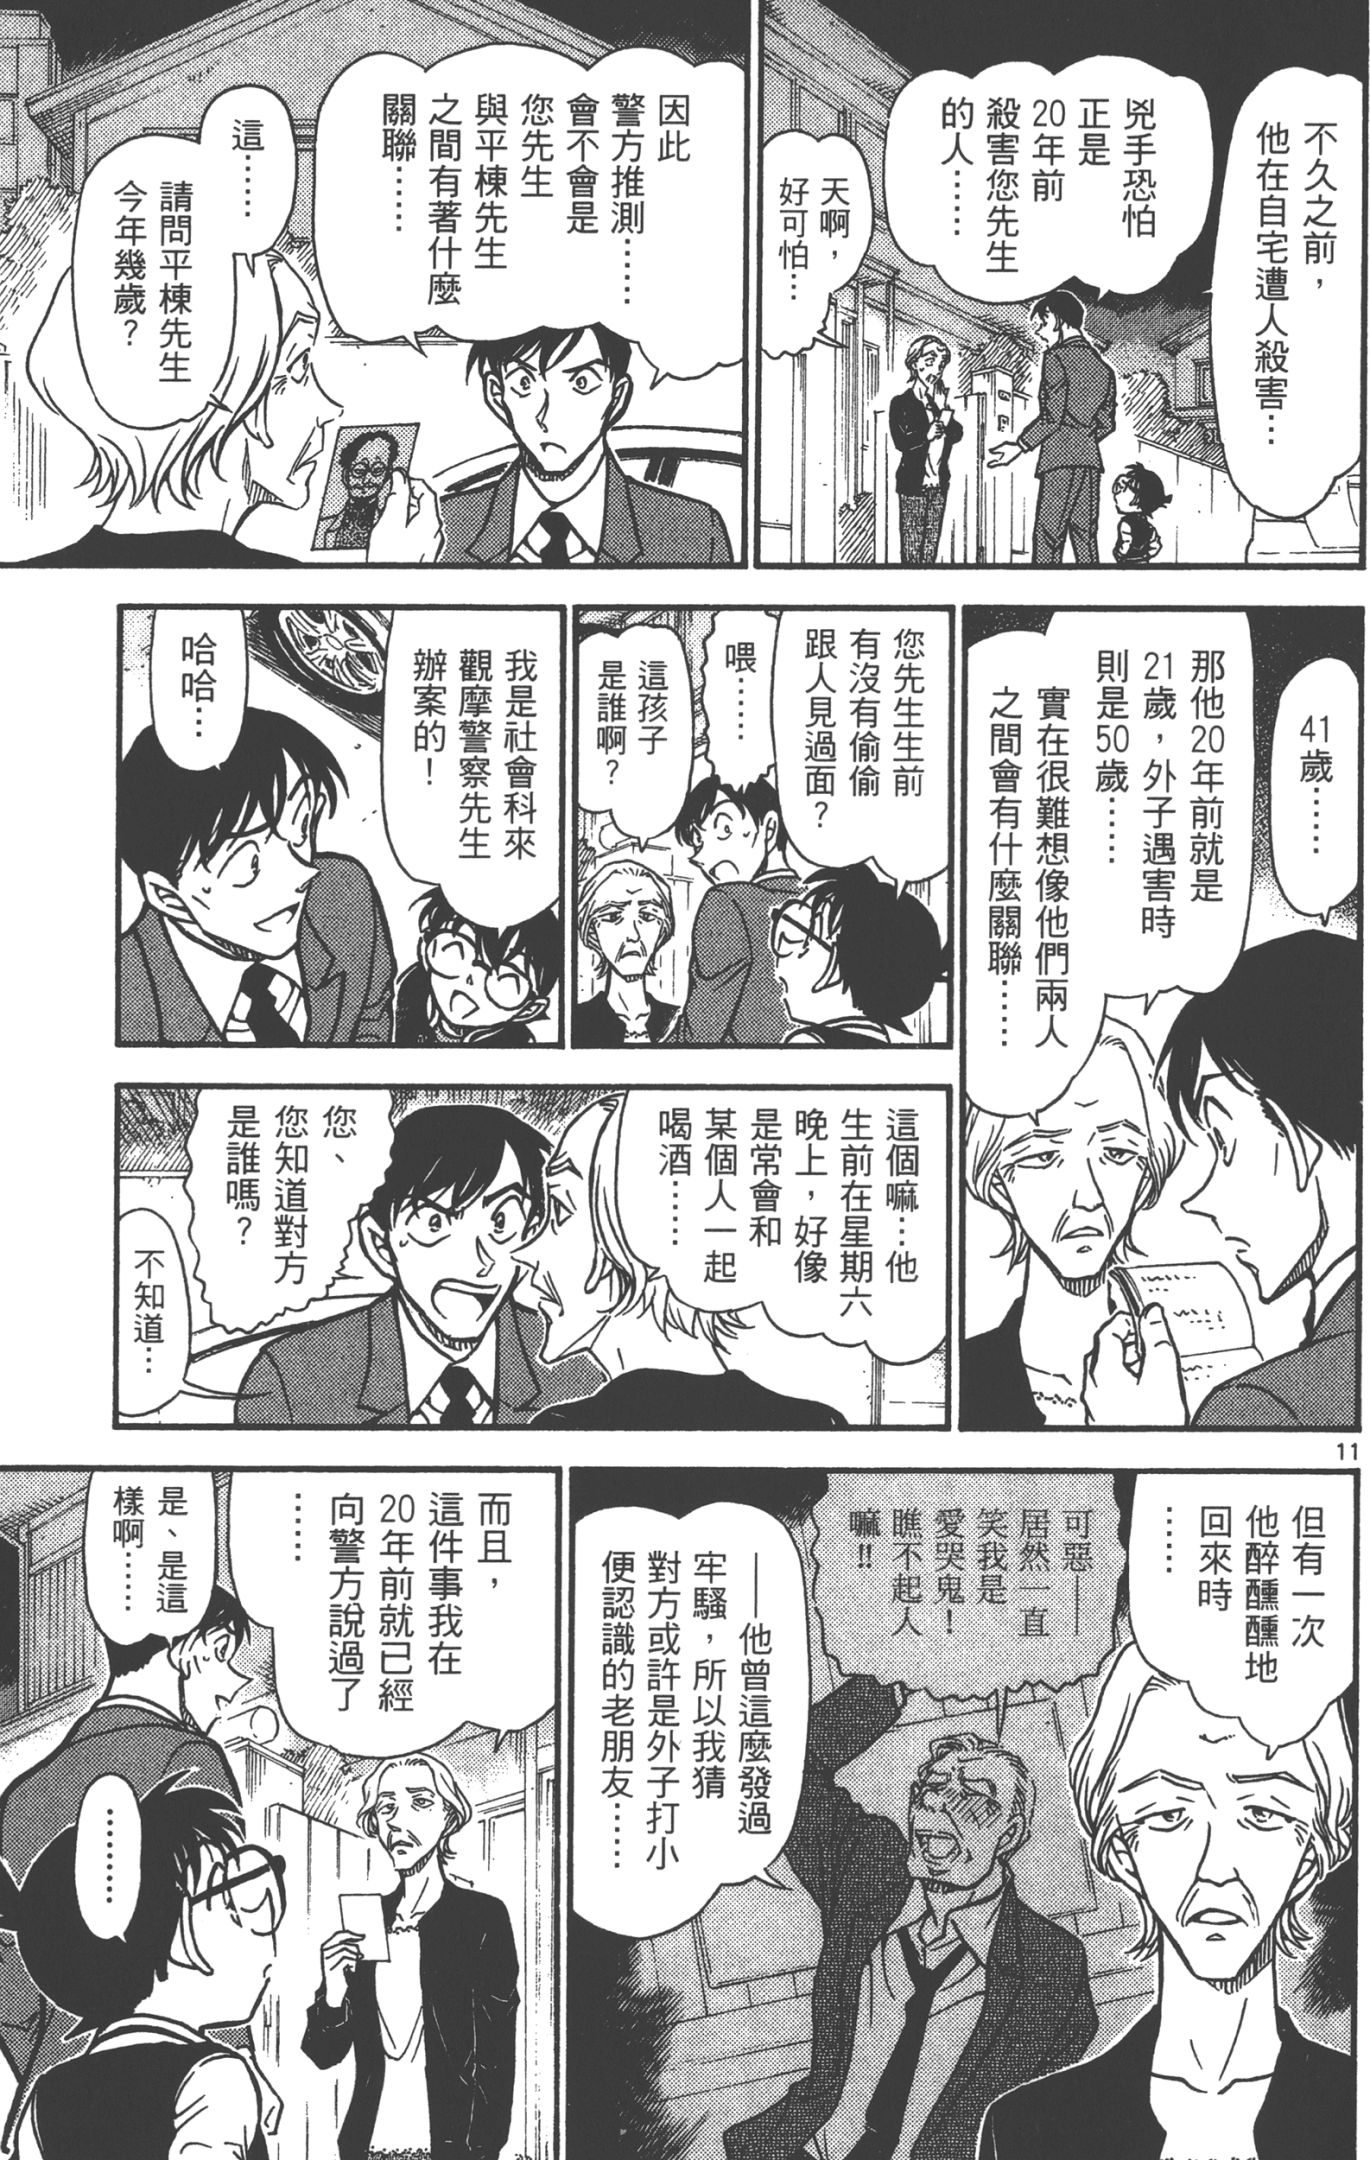 不久之前，
他在自宅遭人殺害…
兇手恐怕
正是
20年前
殺害您先生
的人……
天啊，
好可怕…
因此
警方推測……
會不會是
您先生
與平棟先生
之間有著什麼
關聯……
這……
請問平棟先生
今年幾歲？
41歲……
那他20年前就是
21歲，外子遇害時
則是50歲……
實在很難想像他們兩人
之間會有什麼關聯……
您先生生前
有沒有偷偷
跟人見過面？
喂……
這孩子
是誰啊？
我是社會科來
觀摩警察先生
辦案的！
哈哈…
這個嘛…他
生前在星期六
晚上，好像
是常會和
某個人一起
喝酒……
您、
您知道對方
是誰嗎？
不知道…
11
但有一次
他醉醺醺地
回來時
可惡——
居然一直
笑我是
愛哭鬼！
瞧不起人
嘛!!
——他曾這麼發過
牢騷，所以我猜
對方或許是外子打小
便認識的老朋友……
而且，
這件事我在
20年前就已經
向警方說過了
……
是、是這
樣啊……
……